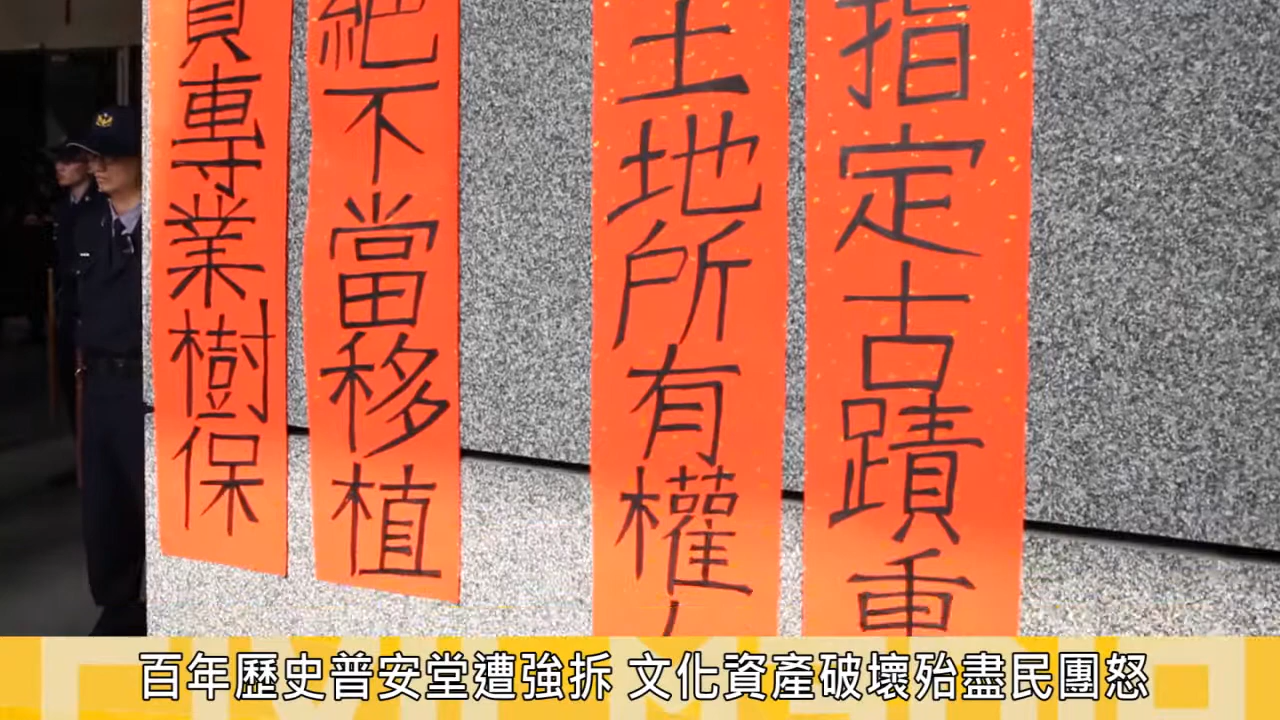 指定古蹟重
土地所有權
絕不當移植
專業樹保
百年歷史普安堂遭強拆 文化資產破壞殆盡民團怒